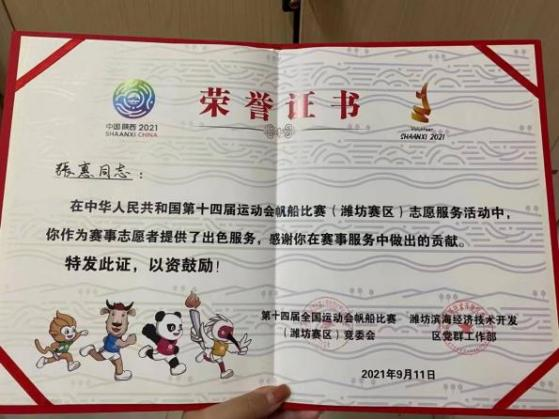 荣誉证书
中国陕西 2021
SHAANXI CHINA
Volunteer
SHAANXI 2021
张惠同志：
在中华人民共和国第十四届运动会帆船比赛（潍坊赛区）志愿服务活动中，
你作为赛事志愿者提供了出色服务，感谢你在赛事服务中做出的贡献。
特发此证，以资鼓励！
第十四届全国运动会帆船比赛
（潍坊赛区）竞委会
潍坊滨海经济技术开发
区党群工作部
2021年9月11日